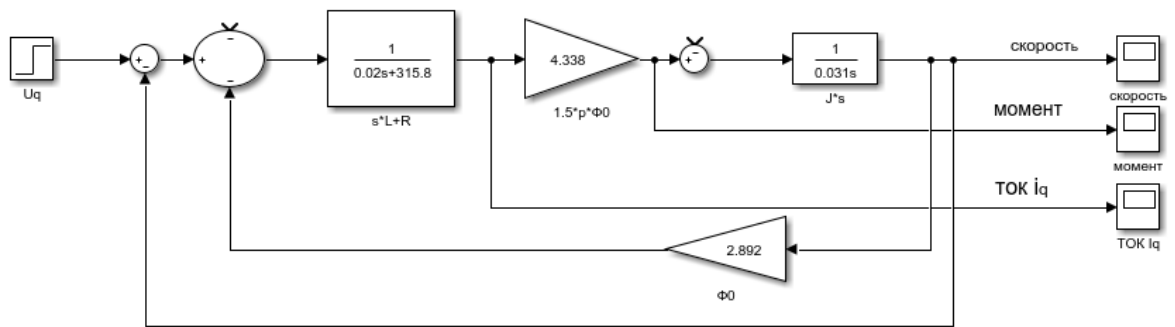 скорость
1
0.02s+315.8
4.338
1
0.031s
Uq
s*L+R
1.5*p*Ф0
J*s
скорость
момент
момент
ток iq
ТОК Iq
2.892
Ф0